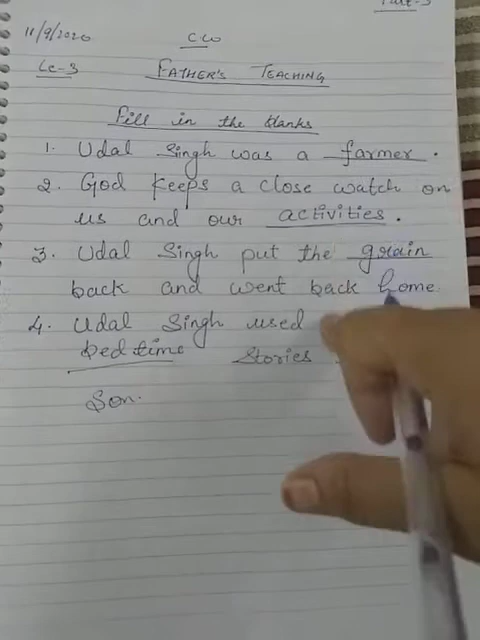 11/9/2020
CW
Le-3 FATHER'S TEACHING
Fill in the blanks
1. Udal Singh was a farmer.
2. God keeps a close watch on
us and our activities.
3. Udal Singh put the grain
back and went back home.
4. Udal Singh used
bedtime Stories
Son.